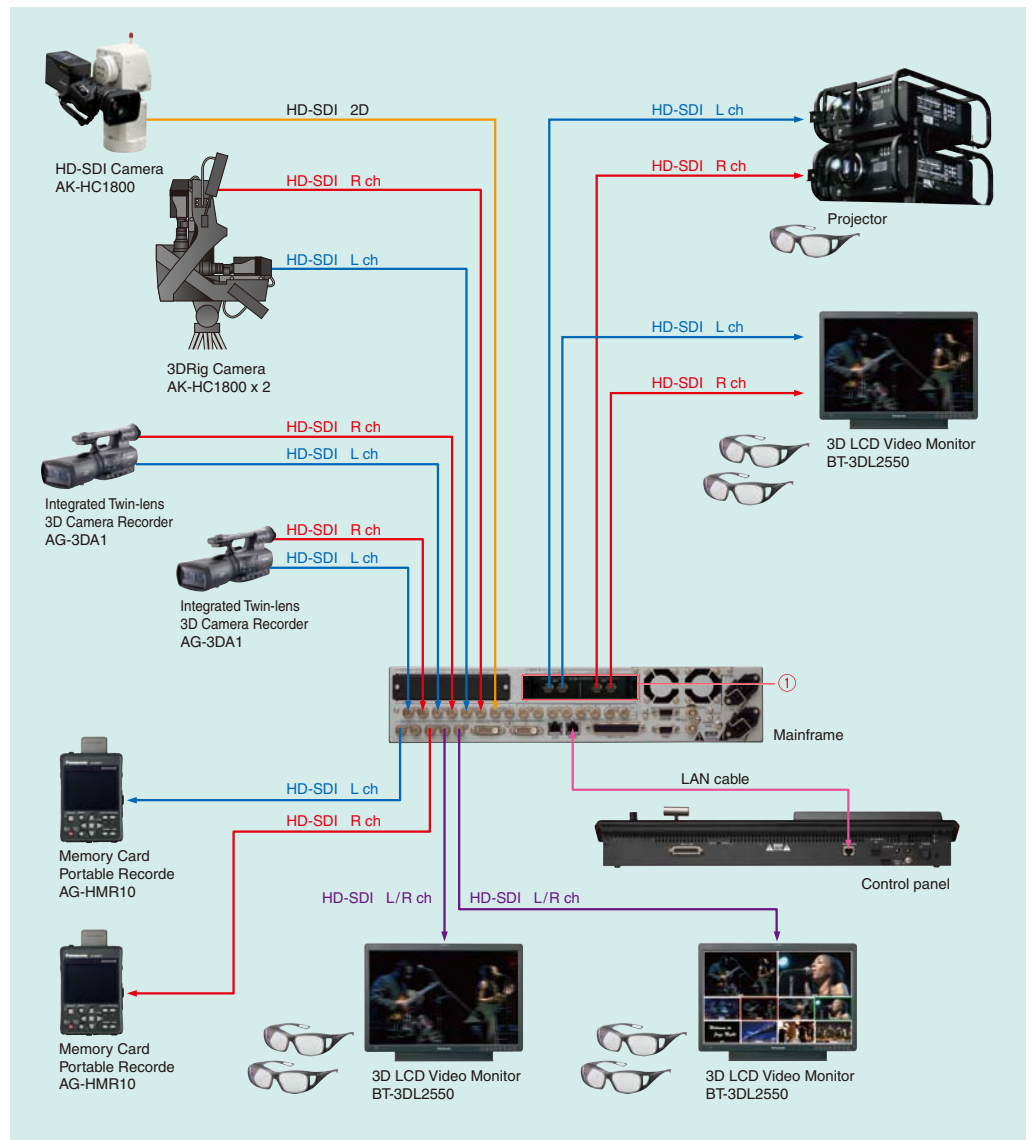 HD-SDI 2D
HD-SDI L ch
HD-SDI Camera
AK-HC1800
HD-SDI R ch
HD-SDI R ch
Projector
HD-SDI L ch
3DRig Camera
AK-HC1800 x 2
HD-SDI L ch
HD-SDI R ch
3D LCD Video Monitor
BT-3DL2550
HD-SDI R ch
HD-SDI L ch
Integrated Twin-lens
3D Camera Recorder
AG-3DA1
HD-SDI R ch
HD-SDI L ch
Integrated Twin-lens
3D Camera Recorder
AG-3DA1
1
Mainframe
LAN cable
HD-SDI L ch
HD-SDI R ch
Memory Card
Portable Recorde
AG-HMR10
Control panel
HD-SDI L/R ch
HD-SDI L/R ch
Panasonic
Panasonic
Memory Card
Portable Recorde
AG-HMR10
3D LCD Video Monitor
BT-3DL2550
3D LCD Video Monitor
BT-3DL2550